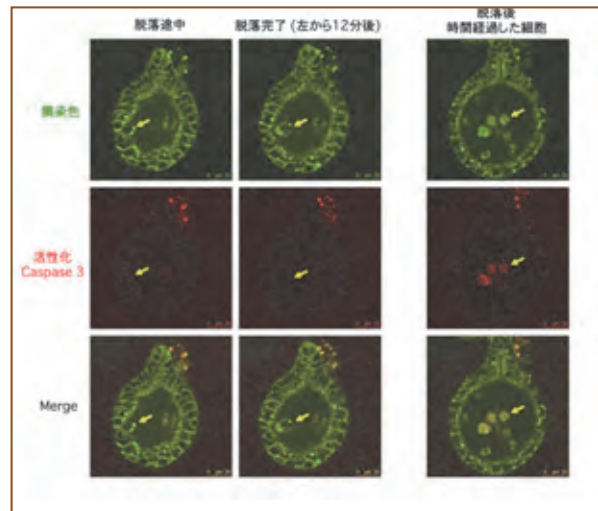 脱落途中
脱落完了 (左から12分後)
脱落後
時間経過した細胞
膜染色
活性化
Caspase 3
Merge